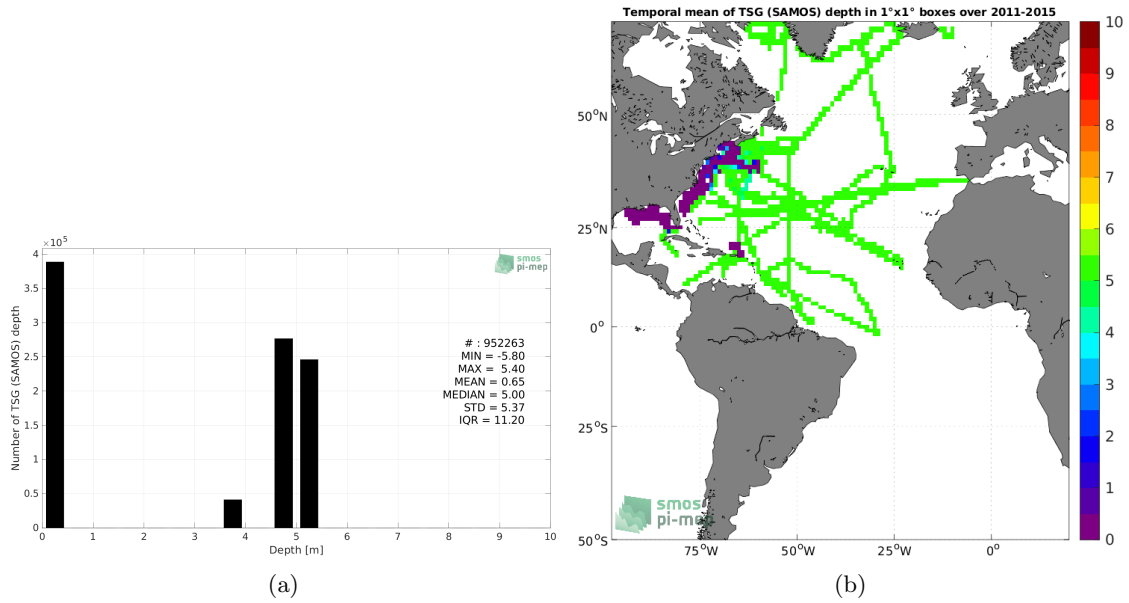 ×10⁵
4
3.5
3
2.5
2
1.5
1
0.5
0
Number of TSG (SAMOS) depth
0 1 2 3 4 5 6 7 8 9 10
Depth [m]
smos
pi-mep
# : 952263
MIN = -5.80
MAX = 5.40
MEAN = 0.65
MEDIAN = 5.00
STD = 5.37
IQR = 11.20
(a)
Temporal mean of TSG (SAMOS) depth in 1°x1° boxes over 2011-2015
50°N
25°N
0°
25°S
50°S
75°W 50°W 25°W 0°
smos
pi-mep
10
9
8
7
6
5
4
3
2
1
0
(b)